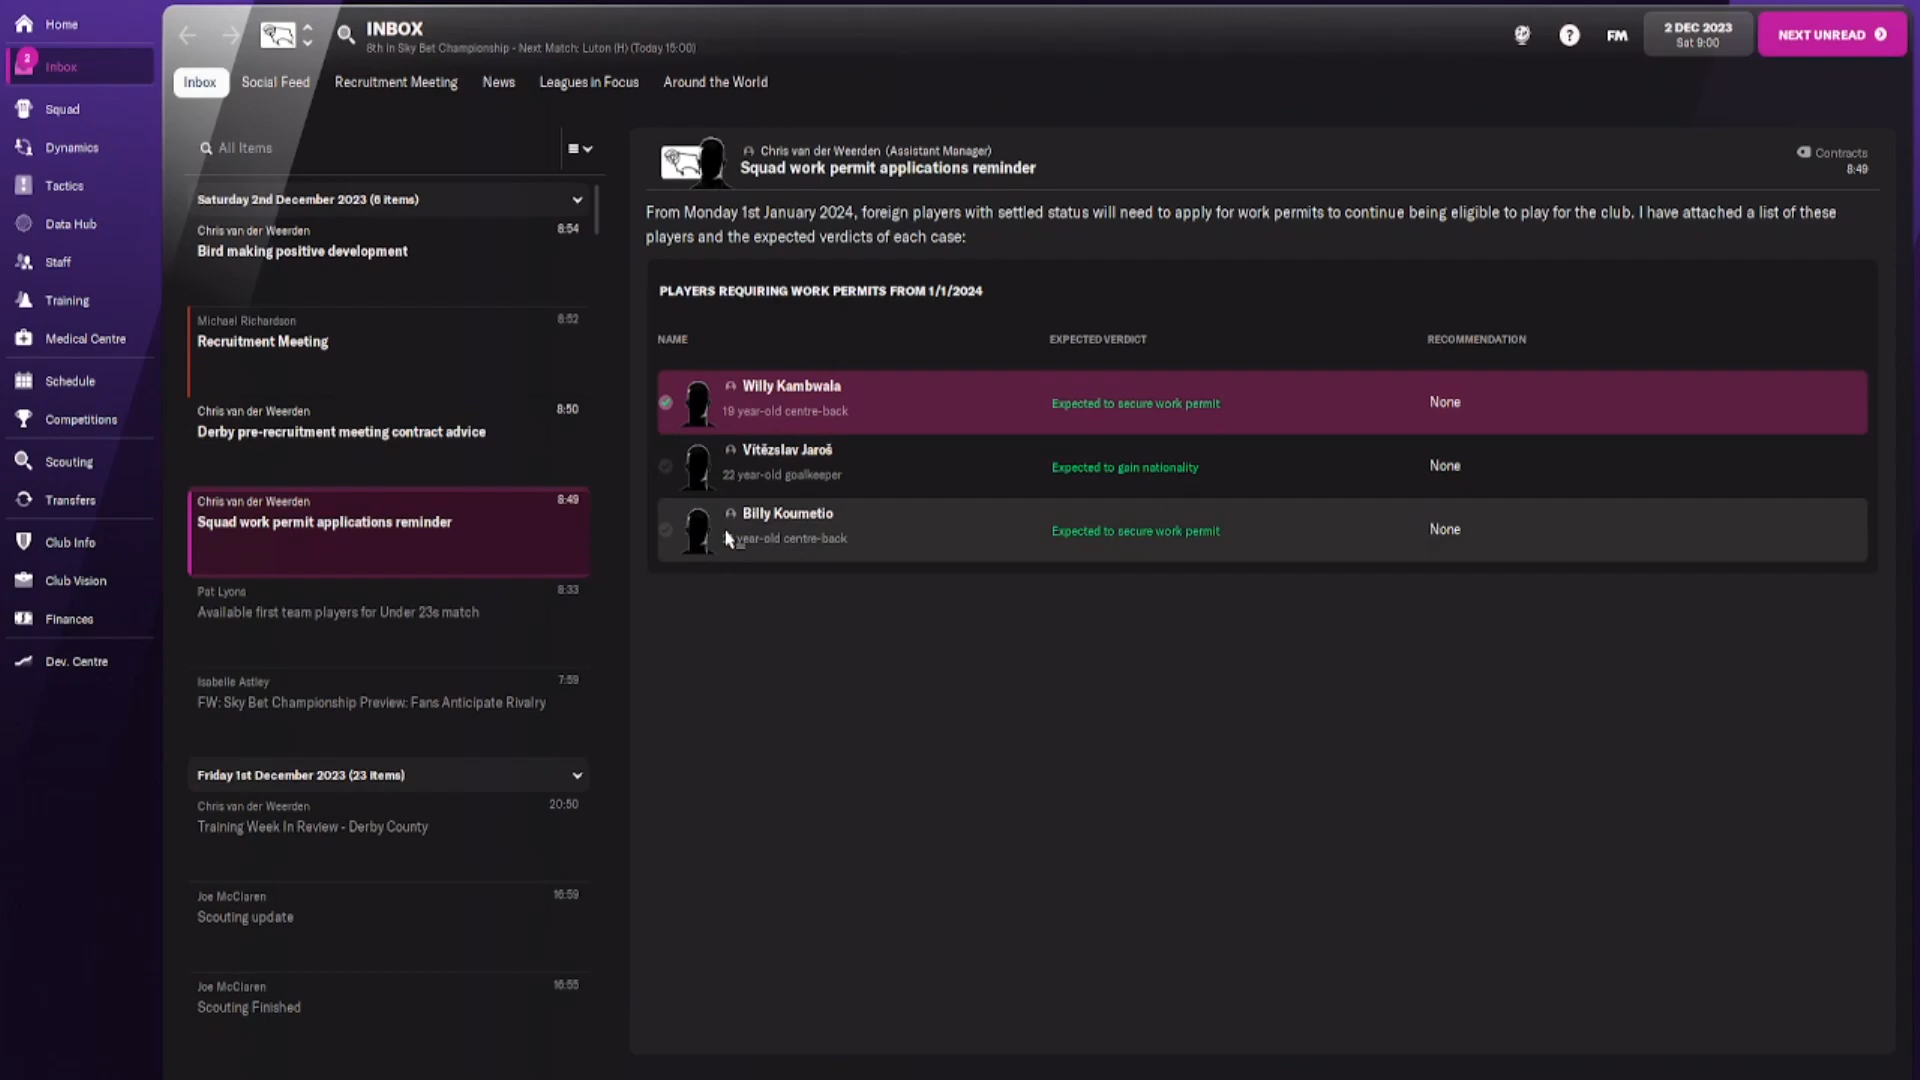 Home
2
Inbox
Squad
Dynamics
Tactics
Data Hub
Staff
Training
Medical Centre
Schedule
Competitions
Scouting
Transfers
Club Info
Club Vision
Finances
Dev. Centre
INBOX
8th in Sky Bet Championship - Next Match: Luton (H) (Today 15:00)
FM
2 DEC 2023
Sat 9:00
NEXT UNREAD
Inbox
Social Feed
Recruitment Meeting
News
Leagues in Focus
Around the World
All Items
Saturday 2nd December 2023 (6 items)
Chris van der Weerden 8:54
Bird making positive development
Michael Richardson 8:52
Recruitment Meeting
Chris van der Weerden 8:50
Derby pre-recruitment meeting contract advice
Chris van der Weerden 8:49
Squad work permit applications reminder
Pat Lyons 8:33
Available first team players for Under 23s match
Isabelle Astley 7:59
FW: Sky Bet Championship Preview: Fans Anticipate Rivalry
Friday 1st December 2023 (23 items)
Chris van der Weerden 20:50
Training Week In Review - Derby County
Joe McClaren 16:59
Scouting update
Joe McClaren 16:55
Scouting Finished
Chris van der Weerden (Assistant Manager)
Squad work permit applications reminder
Contracts
8:49
From Monday 1st January 2024, foreign players with settled status will need to apply for work permits to continue being eligible to play for the club. I have attached a list of these
players and the expected verdicts of each case:
PLAYERS REQUIRING WORK PERMITS FROM 1/1/2024
NAME EXPECTED VERDICT RECOMMENDATION
Willy Kambwala
19 year-old centre-back
Expected to secure work permit
None
Vítězslav Jaroš
22 year-old goalkeeper
Expected to gain nationality
None
Billy Koumetio
year-old centre-back
Expected to secure work permit
None